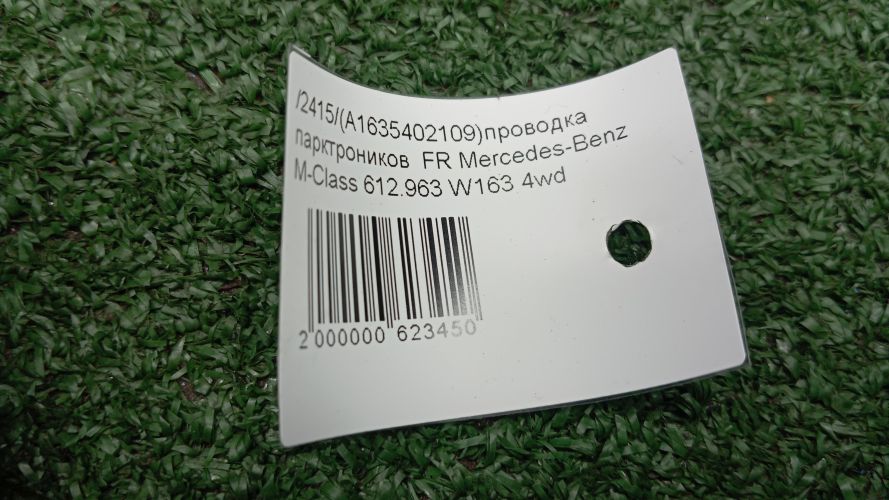 /2415/(A1635402109)проводка
парктроников FR Mercedes-Benz
M-Class 612.963 W163 4wd
2 000000 623450